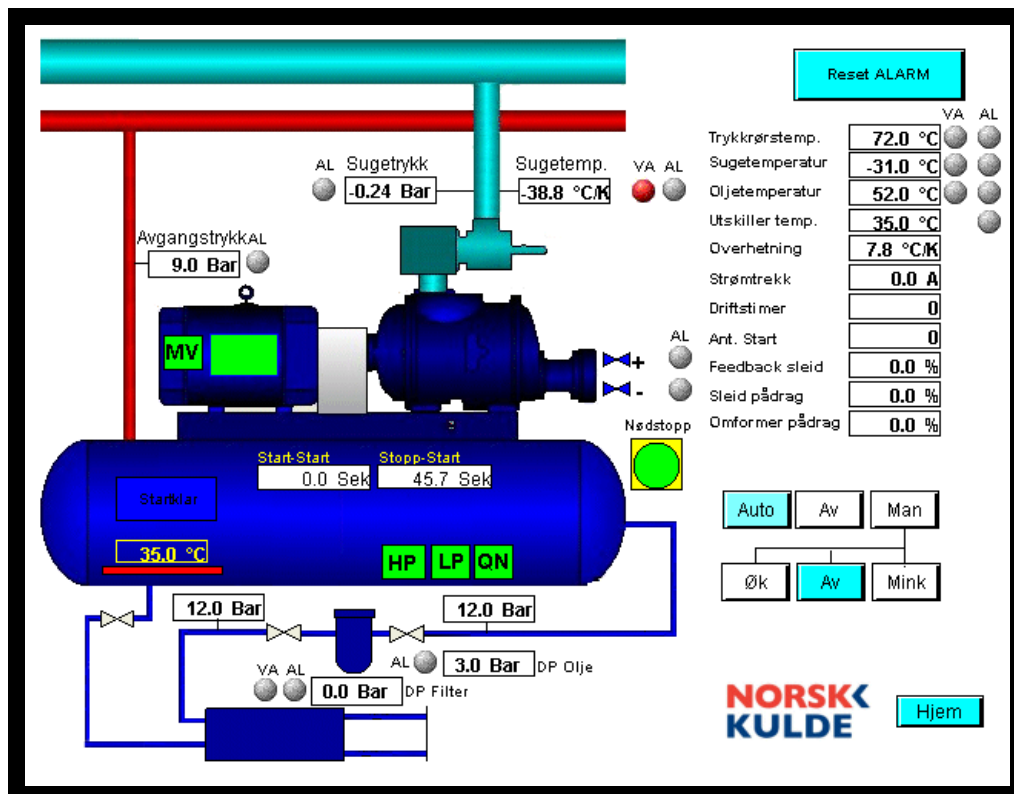 Reset ALARM
VA AL
Trykkrørstemp. 72.0 °C
Sugetemperatur -31.0 °C
Oljetemperatur 52.0 °C
Utskiller temp. 35.0 °C
Overhetning 7.8 °C/K
Strømtrekk 0.0 A
Driftstimer 0
Ant. Start 0
Feedback sleid 0.0 %
Sleid pådrag 0.0 %
Omformer pådrag 0.0 %
AL Sugetrykk Sugetemp. VA AL
-0.24 Bar -38.8 °C/K
Avgangstrykk AL
9.0 Bar
MV
AL
+
-
Nødstopp
Start-Start Stopp-Start
0.0 Sek 45.7 Sek
Startklar
35.0 °C
HP LP QN
Auto Av Man
Øk Av Mink
12.0 Bar 12.0 Bar
AL 3.0 Bar DP Olje
VA AL 0.0 Bar DP Filter
NORSK
KULDE
Hjem